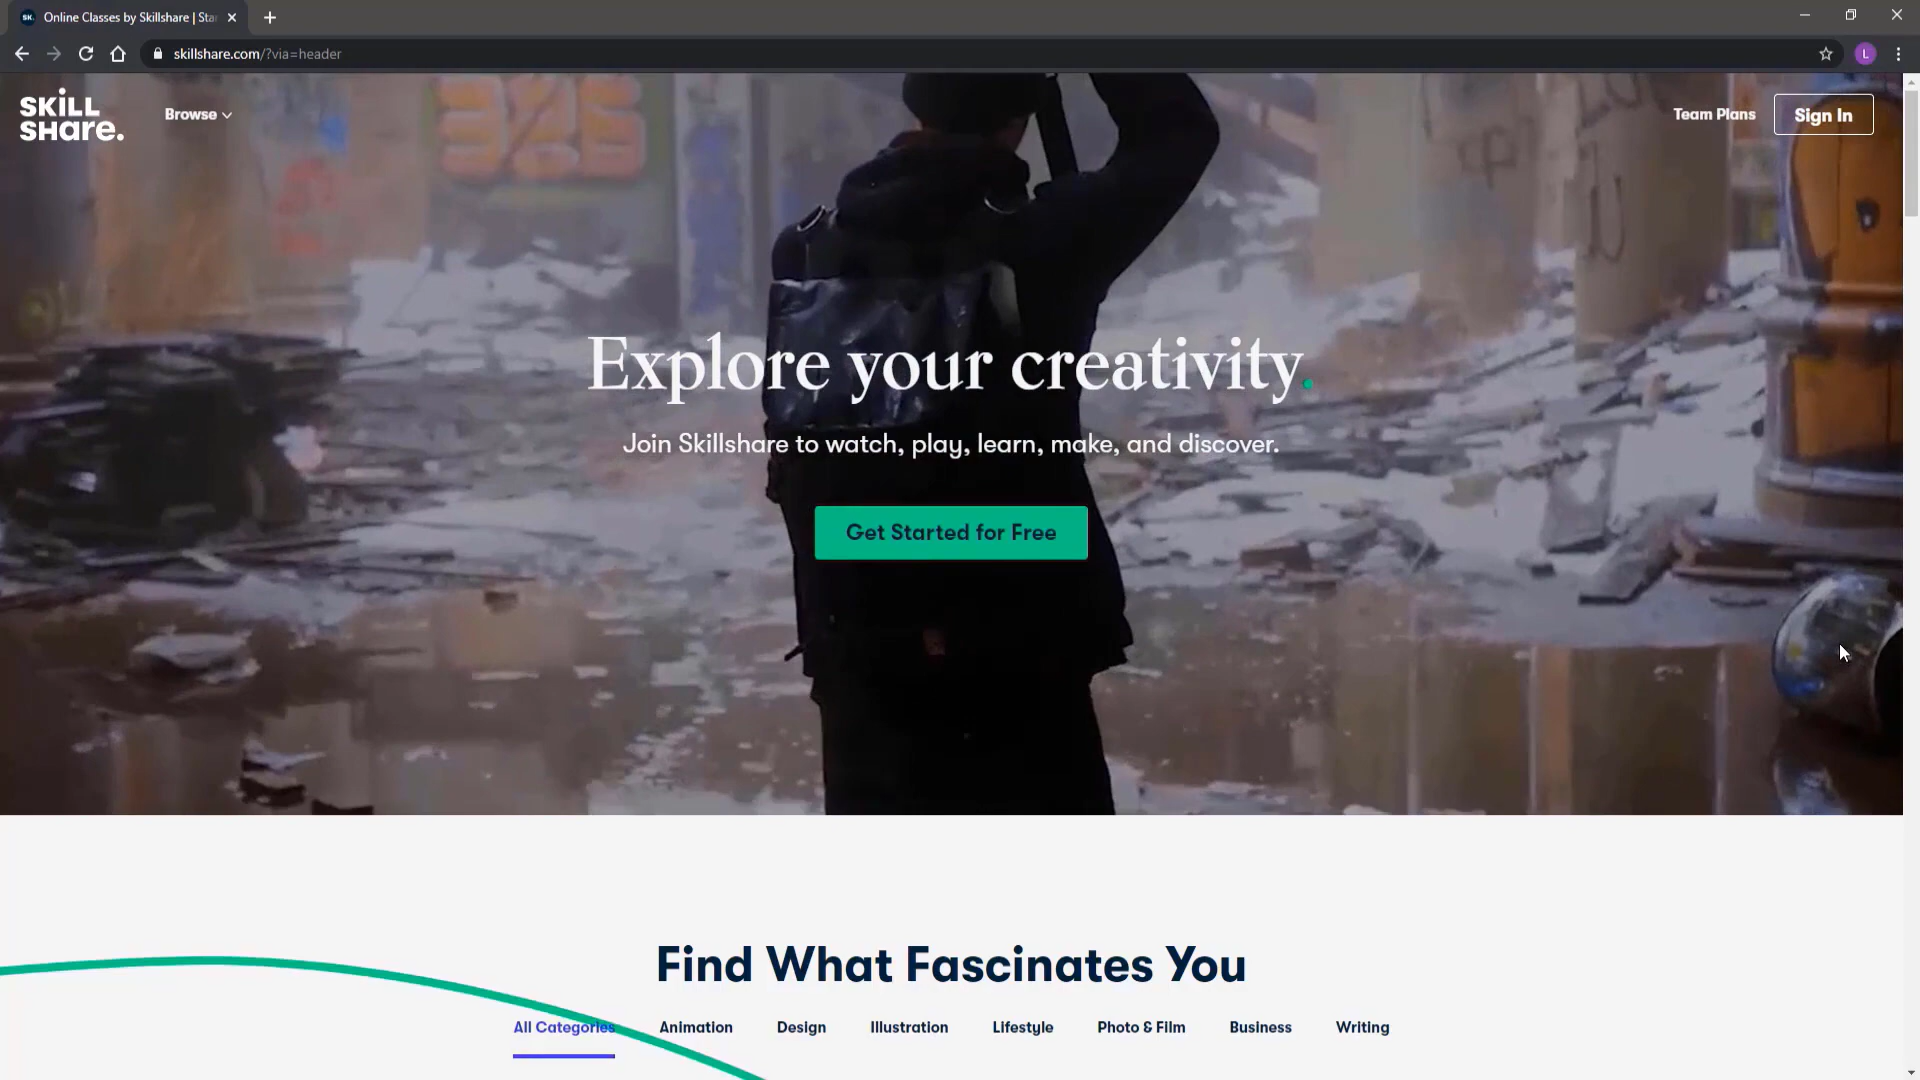 SK.
Online Classes by Skillshare | Sta
skillshare.com/?via=header
L
SKILL
SHare.
Browse
Team Plans
Sign In
Explore your creativity.
Join Skillshare to watch, play, learn, make, and discover.
Get Started for Free
Find What Fascinates You
All Categories
Animation
Design
Illustration
Lifestyle
Photo & Film
Business
Writing